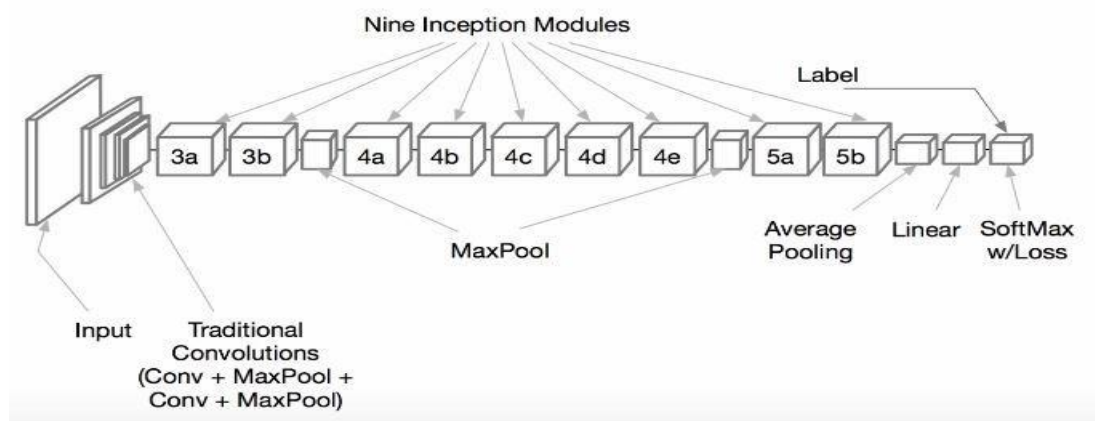 Nine Inception Modules
Label
3a 3b 4a 4b 4c 4d 4e 5a 5b
MaxPool
Average
Pooling
Linear
SoftMax
w/Loss
Input
Traditional
Convolutions
(Conv + MaxPool +
Conv + MaxPool)